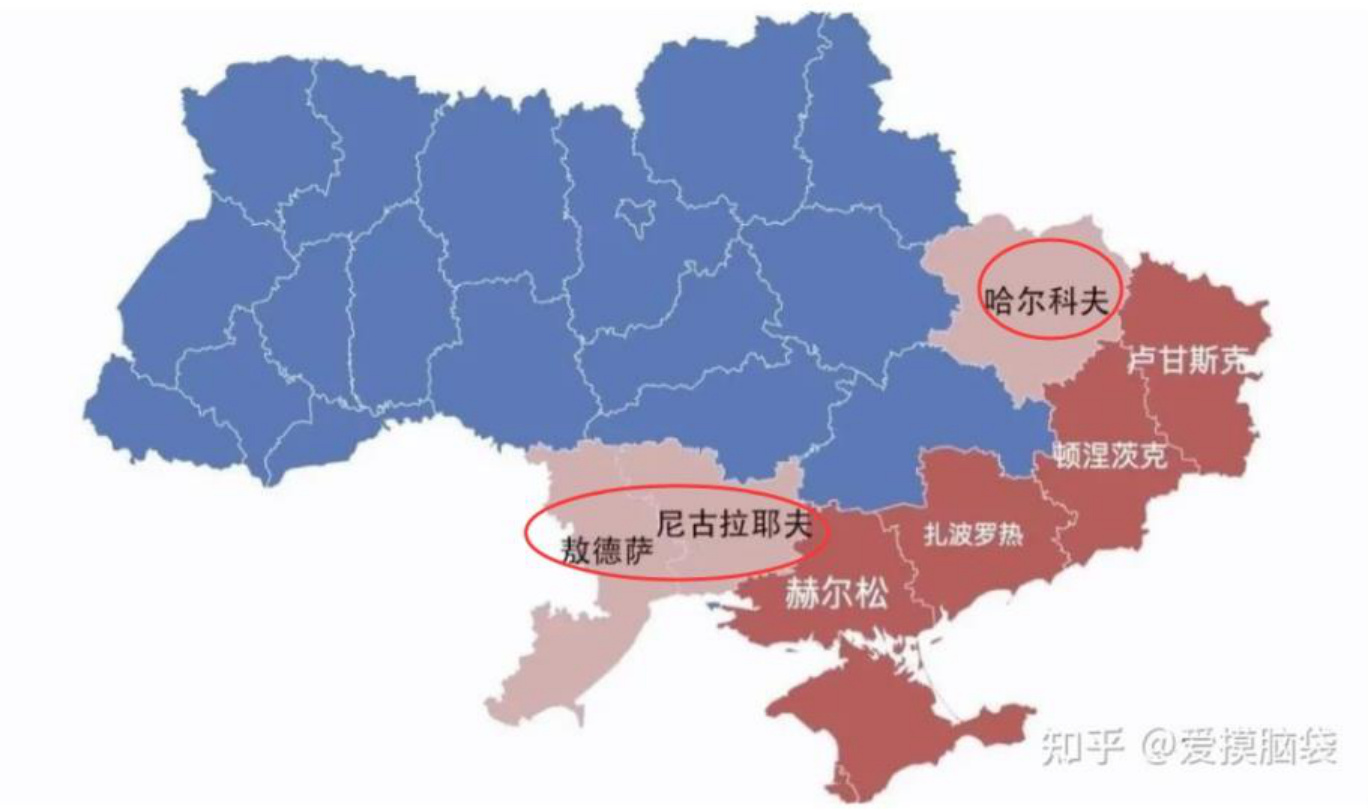 哈尔科夫
卢甘斯克
顿涅茨克
尼古拉耶夫
敖德萨
扎波罗热
赫尔松
知乎 @爱摸脑袋